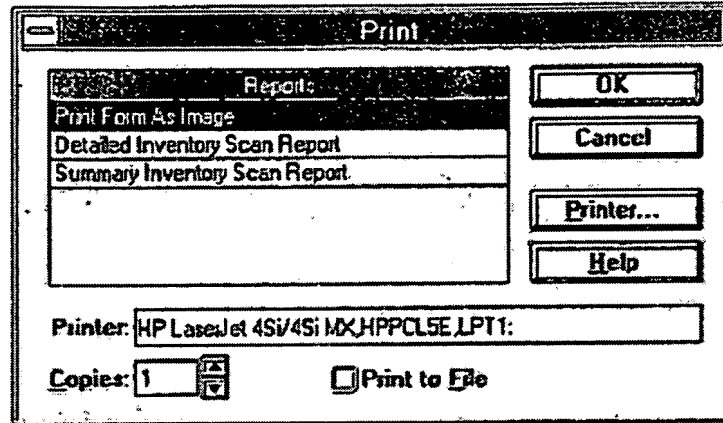 Print
Reports
Print Form As Image
Detailed Inventory Scan Report
Summary Inventory Scan Report
OK
Cancel
Printer...
Help
Printer: HP LaserJet 4Si/4Si MX,HPPCL5E,LPT1:
Copies: 1
Print to File